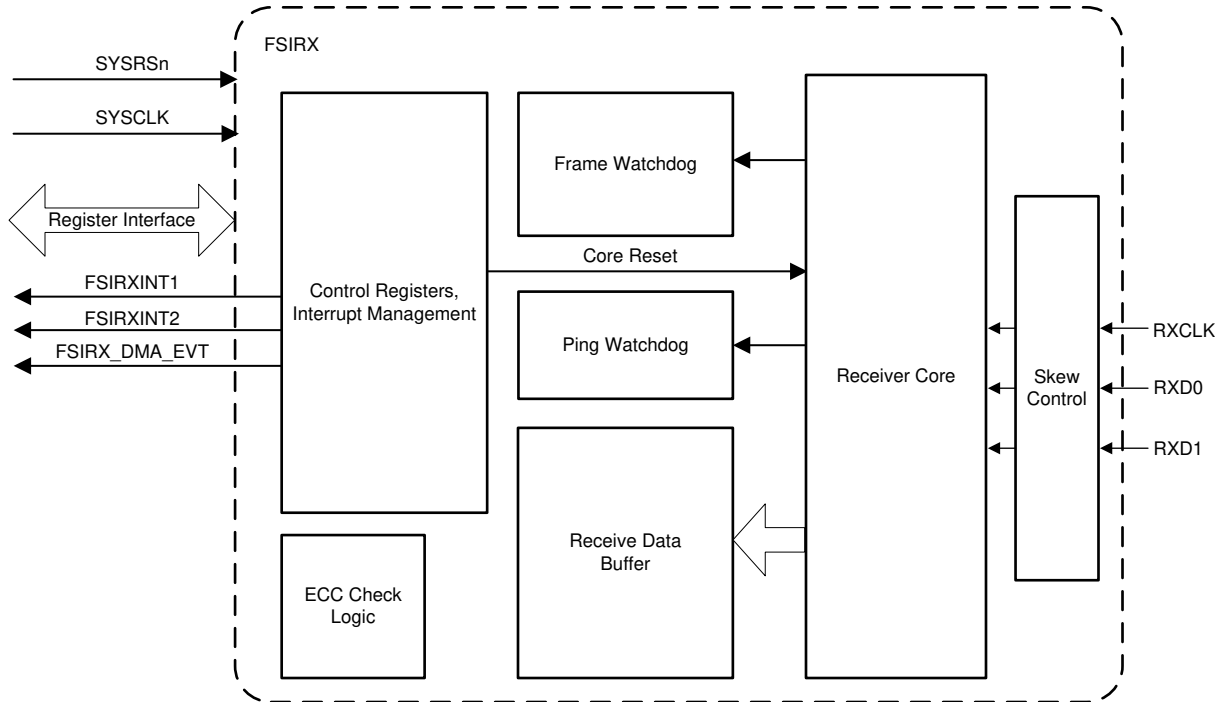 FSIRX
SYSRSn
SYSCLK
Register Interface
FSIRXINT1
FSIRXINT2
FSIRX_DMA_EVT
Control Registers,
Interrupt Management
ECC Check
Logic
Frame Watchdog
Core Reset
Ping Watchdog
Receive Data
Buffer
Receiver Core
Skew
Control
RXCLK
RXD0
RXD1